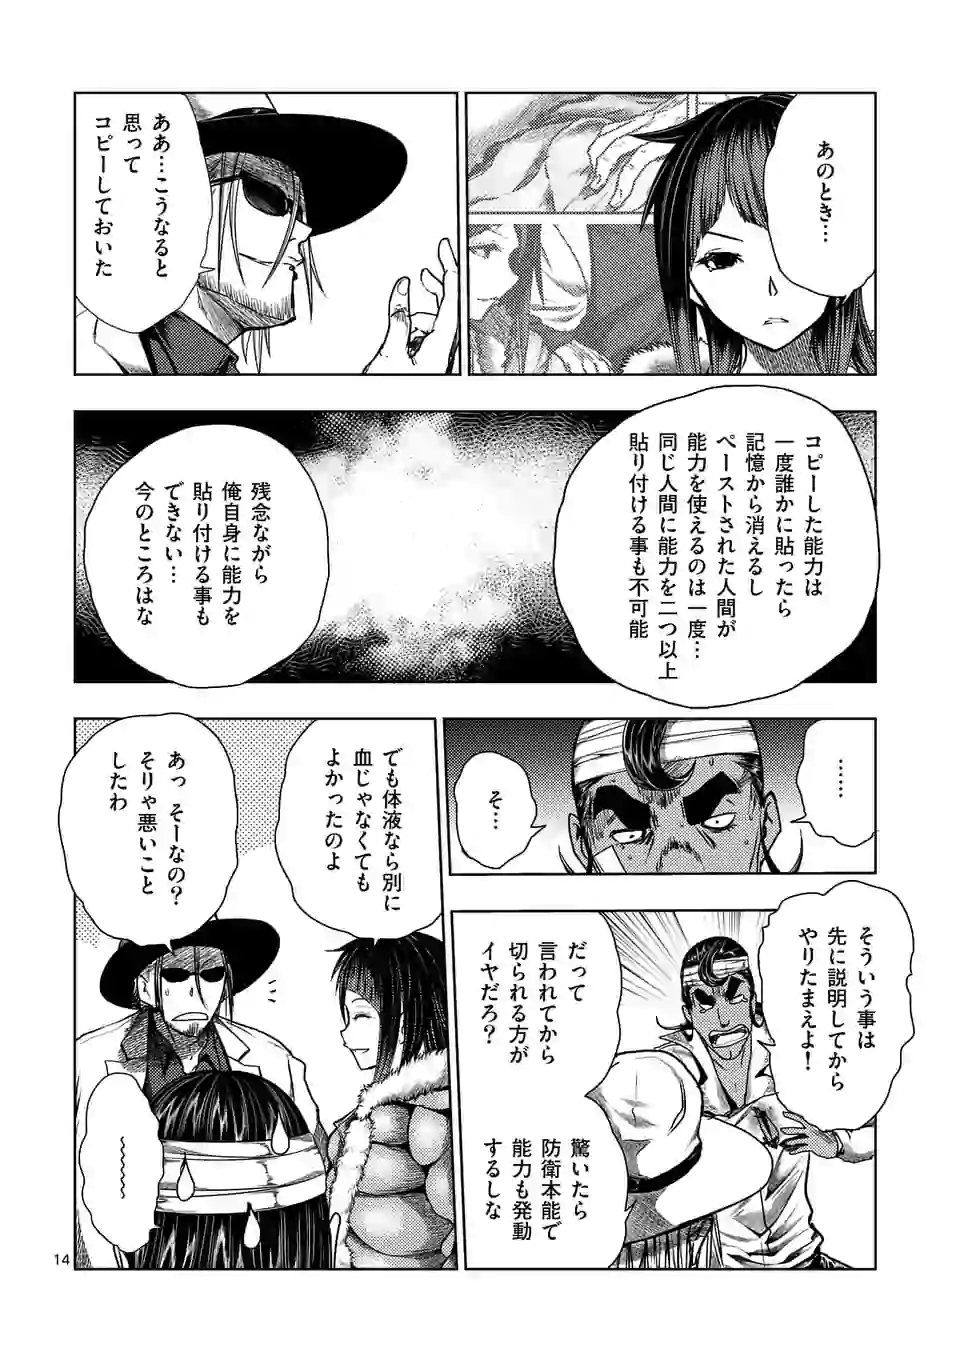 あのとき…
ああ…こうなると
思って
コピーしておいた
コピーした能力は
一度誰かに貼ったら
記憶から消えるし
ペーストされた人間が
能力を使えるのは一度…
同じ人間に能力を二つ以上
貼り付ける事も不可能
残念ながら
俺自身に能力を
貼り付ける事も
できない…
今のところはな
……
そ…
そういう事は
先に説明してから
やりたまえよ!
だって
言われてから
切られる方が
イヤだろ?
驚いたら
防衛本能で
能力も発動
するしな
でも体液なら別に
血じゃなくても
よかったのよ
あっ そーなの?
そりゃ悪いこと
したわ
14